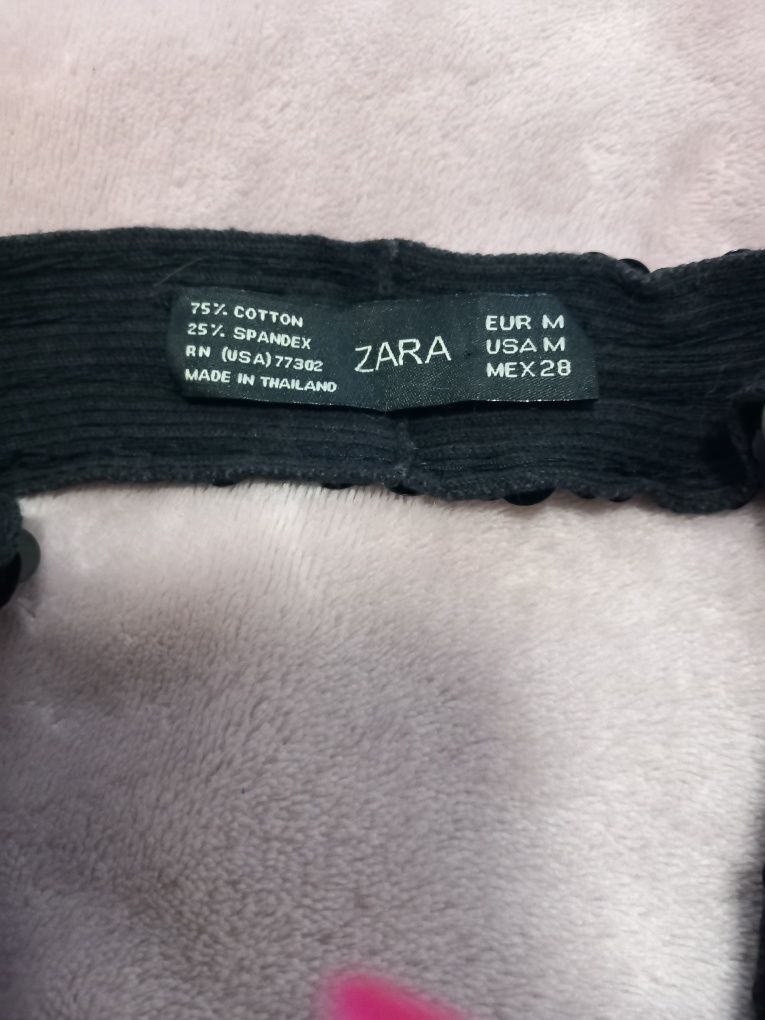 75% COTTON
25% SPANDEX
RN (USA) 77302
MADE IN THAILAND
ZARA
EUR M
USA M
MEX 28